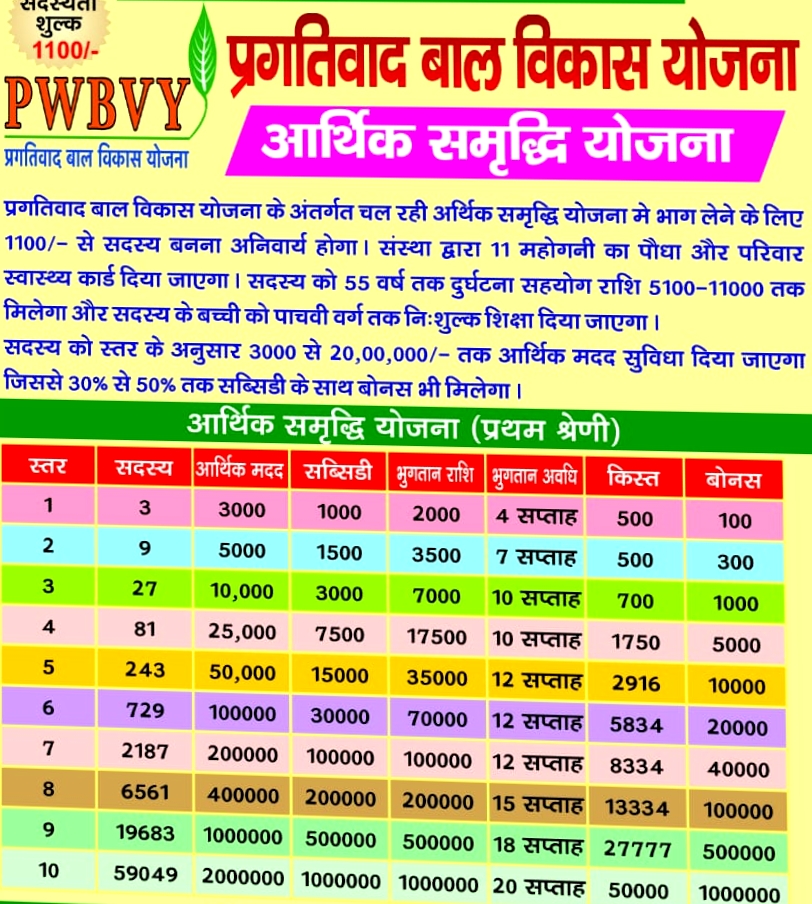 सदस्यता
शुल्क
1100/-
PWBVY
प्रगतिवाद बाल विकास योजना
प्रगतिवाद बाल विकास योजना
आर्थिक समृद्धि योजना
प्रगतिवाद बाल विकास योजना के अंतर्गत चल रही आर्थिक समृद्धि योजना मे भाग लेने के लिए
1100/- से सदस्य बनना अनिवार्य होगा। संस्था द्वारा 11 महोगनी का पौधा और परिवार
स्वास्थ्य कार्ड दिया जाएगा। सदस्य को 55 वर्ष तक दुर्घटना सहयोग राशि 5100-11000 तक
मिलेगा और सदस्य के बच्ची को पाचवी वर्ग तक निःशुल्क शिक्षा दिया जाएगा।
सदस्य को स्तर के अनुसार 3000 से 20,00,000/- तक आर्थिक मदद सुविधा दिया जाएगा
जिससे 30% से 50% तक सब्सिडी के साथ बोनस भी मिलेगा।
आर्थिक समृद्धि योजना (प्रथम श्रेणी)
स्तर सदस्य आर्थिक मदद सब्सिडी भुगतान राशि भुगतान अवधि किस्त बोनस
1 3 3000 1000 2000 4 सप्ताह 500 100
2 9 5000 1500 3500 7 सप्ताह 500 300
3 27 10,000 3000 7000 10 सप्ताह 700 1000
4 81 25,000 7500 17500 10 सप्ताह 1750 5000
5 243 50,000 15000 35000 12 सप्ताह 2916 10000
6 729 100000 30000 70000 12 सप्ताह 5834 20000
7 2187 200000 100000 100000 12 सप्ताह 8334 40000
8 6561 400000 200000 200000 15 सप्ताह 13334 100000
9 19683 1000000 500000 500000 18 सप्ताह 27777 500000
10 59049 2000000 1000000 1000000 20 सप्ताह 50000 1000000